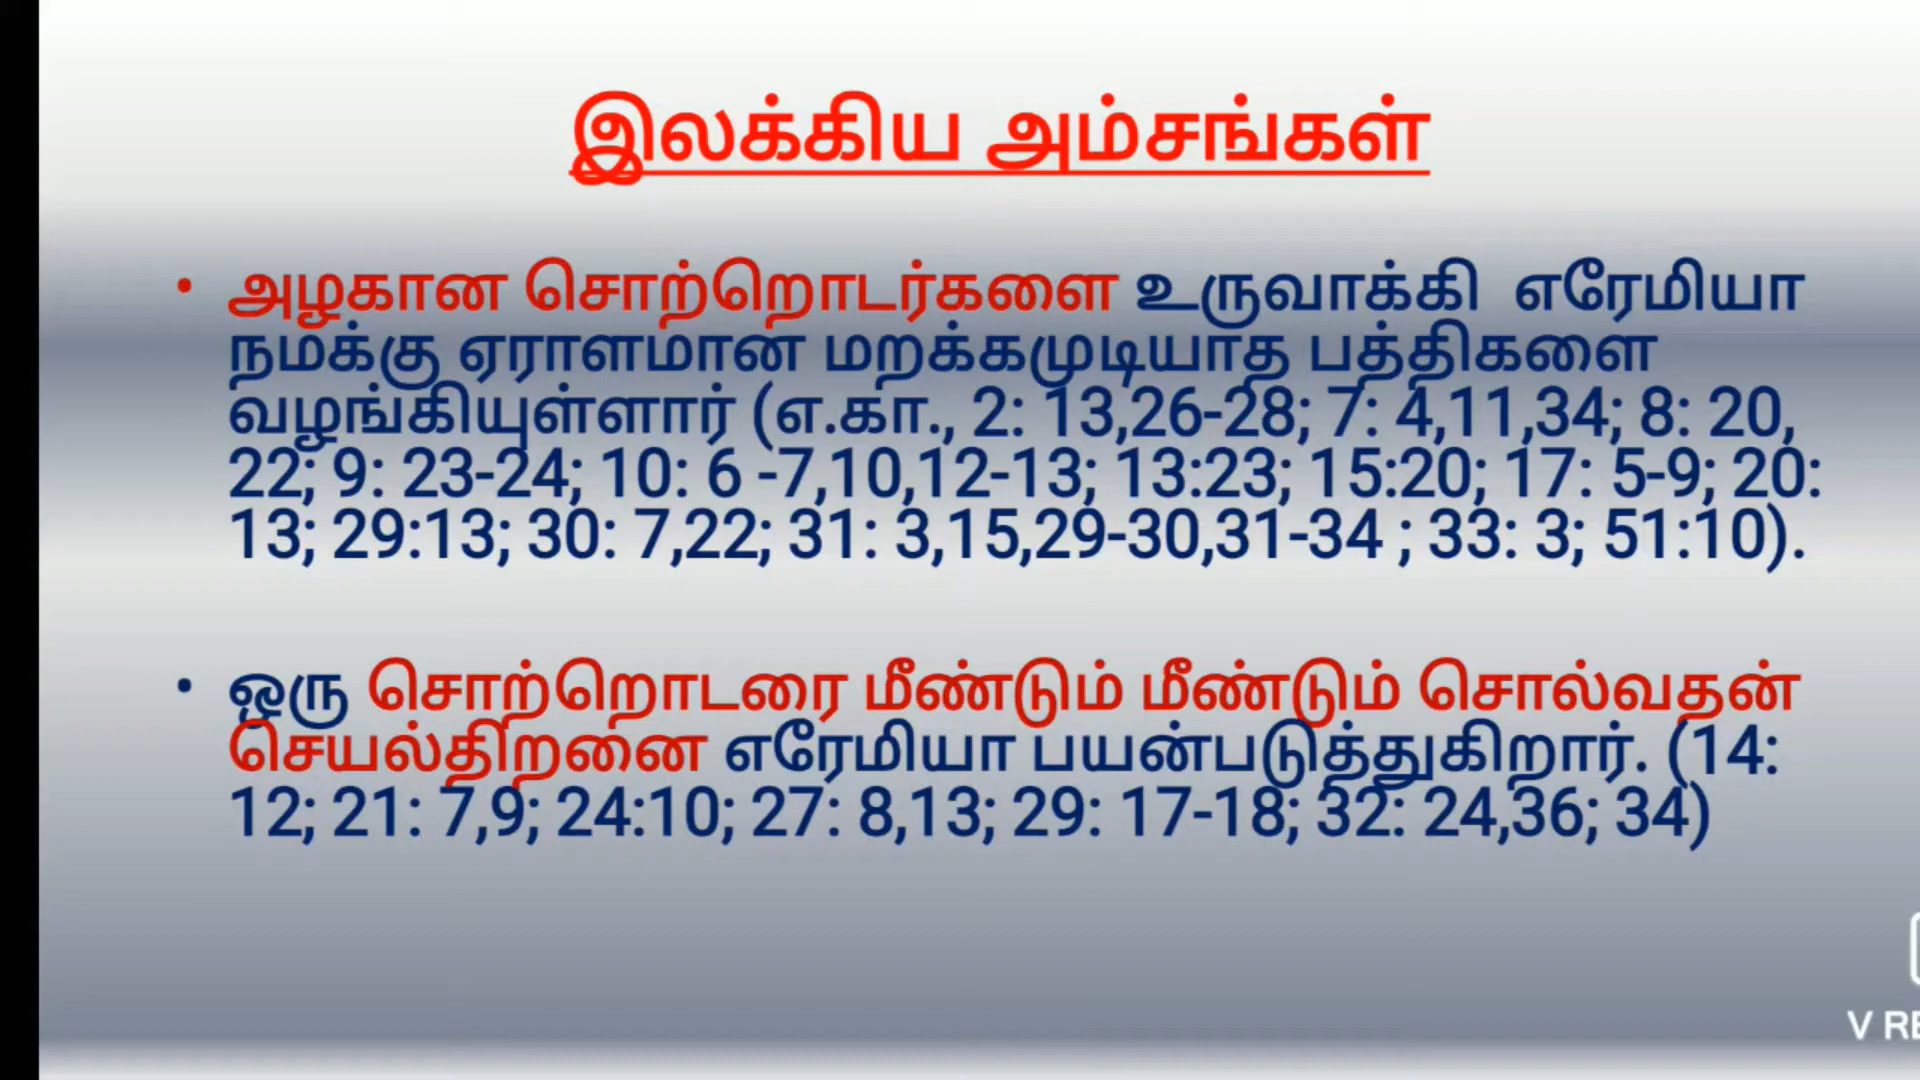 இலக்கிய அம்சங்கள்
• அழகான சொற்றொடர்களை உருவாக்கி எரேமியா
நமக்கு ஏராளமான மறக்கமுடியாத பத்திகளை
வழங்கியுள்ளார் (எ.கா., 2: 13,26-28; 7: 4,11,34; 8: 20,
22; 9: 23-24; 10: 6 -7,10,12-13; 13:23; 15:20; 17: 5-9; 20:
13; 29:13; 30: 7,22; 31: 3,15,29-30,31-34 ; 33: 3; 51:10).
• ஒரு சொற்றொடரை மீண்டும் மீண்டும் சொல்வதன்
செயல்திறனை எரேமியா பயன்படுத்துகிறார். (14:
12; 21: 7,9; 24:10; 27: 8,13; 29: 17-18; 32: 24,36; 34)
V RE